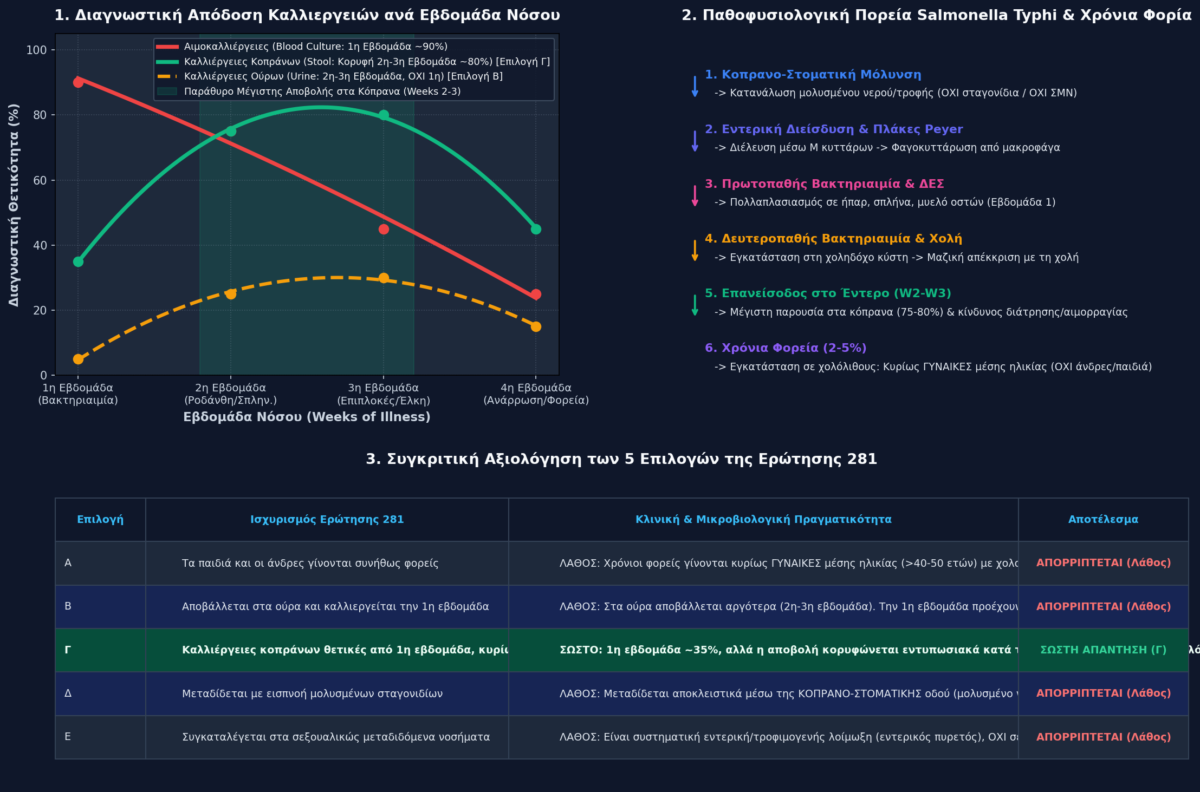 1. Διαγνωστική Απόδοση Καλλιεργειών ανά Εβδομάδα Νόσου
Διαγνωστική Θετικότητα (%)
100
80
60
40
20
0
Αιμοκαλλιέργειες (Blood Culture: 1η Εβδομάδα ~90%)
Καλλιέργειες Κοπράνων (Stool: Κορυφή 2η-3η Εβδομάδα ~80%) [Επιλογή Γ]
Καλλιέργειες Ούρων (Urine: 2η-3η Εβδομάδα, ΟΧΙ 1η) [Επιλογή Β]
Παράθυρο Μέγιστης Αποβολής στα Κόπρανα (Weeks 2-3)
1η Εβδομάδα
(Βακτηριαιμία)
2η Εβδομάδα
(Ροδάνθη/Σπλην.)
3η Εβδομάδα
(Επιπλοκές/Έλκη)
4η Εβδομάδα
(Ανάρρωση/Φορεία)
Εβδομάδα Νόσου (Weeks of Illness)
2. Παθοφυσιολογική Πορεία Salmonella Typhi & Χρόνια Φορία
1. Κοπρανο-Στοματική Μόλυνση
-> Κατανάλωση μολυσμένου νερού/τροφής (ΟΧΙ σταγονίδια / ΟΧΙ ΣΜΝ)
2. Εντερική Διείσδυση & Πλάκες Peyer
-> Διέλευση μέσω Μ κυττάρων -> Φαγοκυττάρωση από μακροφάγα
3. Πρωτοπαθής Βακτηριαιμία & ΔΕΣ
-> Πολλαπλασιασμός σε ήπαρ, σπλήνα, μυελό οστών (Εβδομάδα 1)
4. Δευτεροπαθής Βακτηριαιμία & Χολή
-> Εγκατάσταση στη χοληδόχο κύστη -> Μαζική απέκκριση με τη χολή
5. Επανείσοδος στο Έντερο (W2-W3)
-> Μέγιστη παρουσία στα κόπρανα (75-80%) & κίνδυνος διάτρησης/αιμορραγίας
6. Χρόνια Φορεία (2-5%)
-> Εγκατάσταση σε χολόλιθους: Κυρίως ΓΥΝΑΙΚΕΣ μέσης ηλικίας (ΟΧΙ άνδρες/παιδιά)
3. Συγκριτική Αξιολόγηση των 5 Επιλογών της Ερώτησης 281
Επιλογή Ισχυρισμός Ερώτησης 281 Κλινική & Μικροβιολογική Πραγματικότητα Αποτέλεσμα
Α Τα παιδιά και οι άνδρες γίνονται συνήθως φορείς ΛΑΘΟΣ: Χρόνιοι φορείς γίνονται κυρίως ΓΥΝΑΙΚΕΣ μέσης ηλικίας (>40-50 ετών) με ΑΠΟΡΡΙΠΤΕΤΑΙ (Λάθος)
Β Αποβάλλεται στα ούρα και καλλιεργείται την 1η εβδομάδα ΛΑΘΟΣ: Στα ούρα αποβάλλεται αργότερα (2η-3η εβδομάδα). Την 1η εβδομάδα προέχουν ΑΠΟΡΡΙΠΤΕΤΑΙ (Λάθος)
Γ Καλλιέργειες κοπράνων θετικές από 1η εβδομάδα, ΣΩΣΤΟ: 1η εβδομάδα ~35%, αλλά η αποβολή κορυφώνεται εντυπωσιακά κατά ΣΩΣΤΗ ΑΠΑΝΤΗΣΗ (Γ)
Δ Μεταδίδεται με εισπνοή μολυσμένων σταγονιδίων ΛΑΘΟΣ: Μεταδίδεται αποκλειστικά μέσω της ΚΟΠΡΑΝΟ-ΣΤΟΜΑΤΙΚΗΣ οδού (μολυσμένο ΑΠΟΡΡΙΠΤΕΤΑΙ (Λάθος)
Ε Συγκαταλέγεται στα σεξουαλικώς μεταδιδόμενα νοσήματα ΛΑΘΟΣ: Είναι συστηματική εντερική/τροφιμογενής λοίμωξη (εντερικός πυρετός), ΟΧΙ ΑΠΟΡΡΙΠΤΕΤΑΙ (Λάθος)